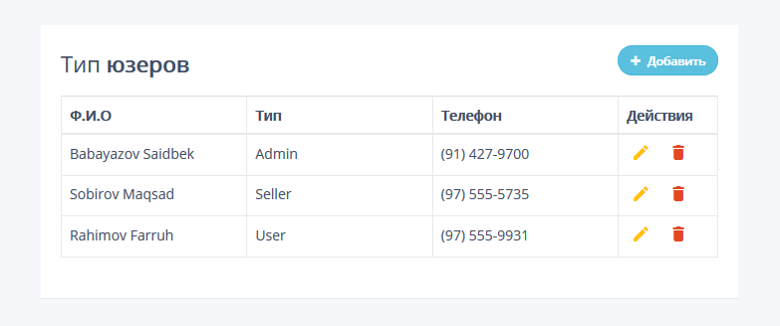 Тип юзеров
+ Добавить
Ф.И.О Тип Телефон Действия
Babayazov Saidbek Admin (91) 427-9700
Sobirov Maqsad Seller (97) 555-5735
Rahimov Farruh User (97) 555-9931